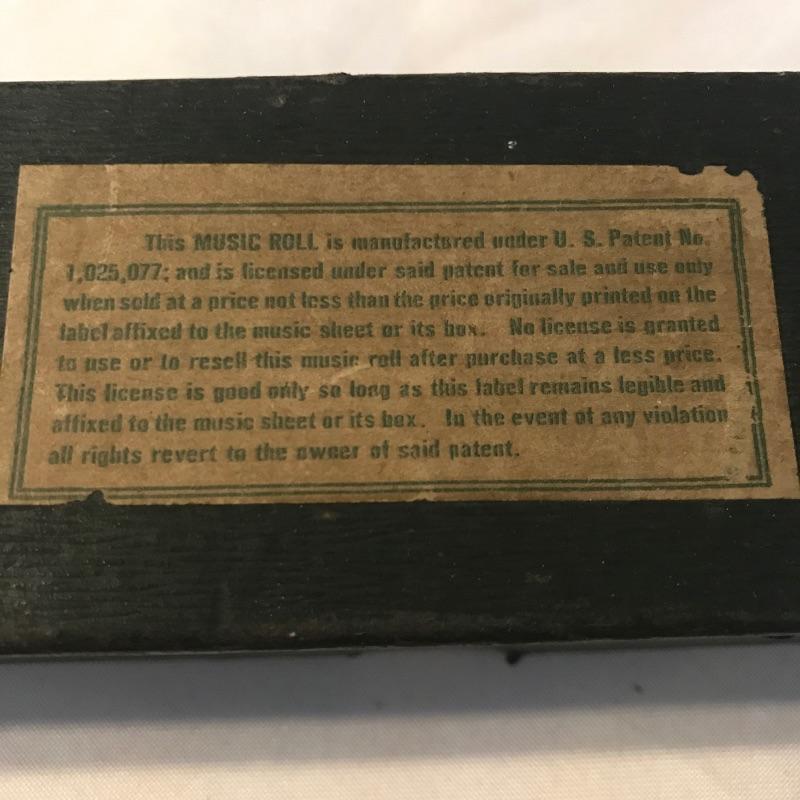 This MUSIC ROLL is manufactured under U. S. Patent No.
1,025,077; and is licensed under said patent for sale and use only
when sold at a price not less than the price originally printed on the
label affixed to the music sheet or its box. No license is granted
to use or to resell this music roll after purchase at a less price.
This license is good only so long as this label remains legible and
affixed to the music sheet or its box. In the event of any violation
all rights revert to the owner of said patent.